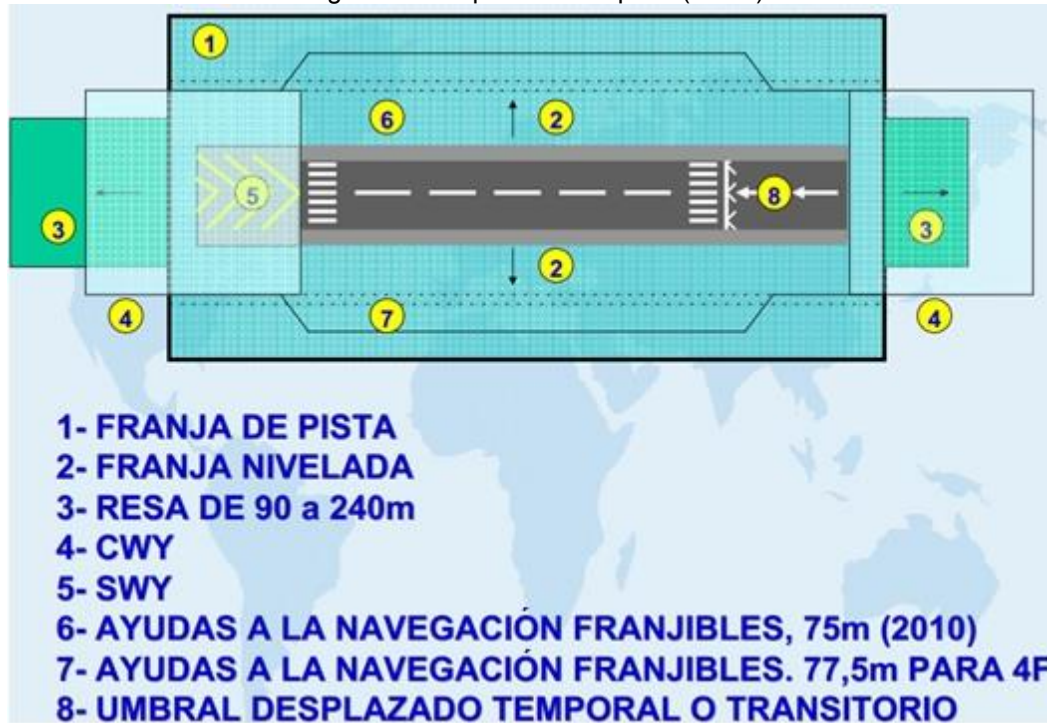 1
6
2
5
8
3
3
2
4
7
4
1- FRANJA DE PISTA
2- FRANJA NIVELADA
3- RESA DE 90 a 240m
4- CWY
5- SWY
6- AYUDAS A LA NAVEGACIÓN FRANJIBLES, 75m (2010)
7- AYUDAS A LA NAVEGACIÓN FRANJIBLES. 77,5m PARA 4F
8- UMBRAL DESPLAZADO TEMPORAL O TRANSITORIO